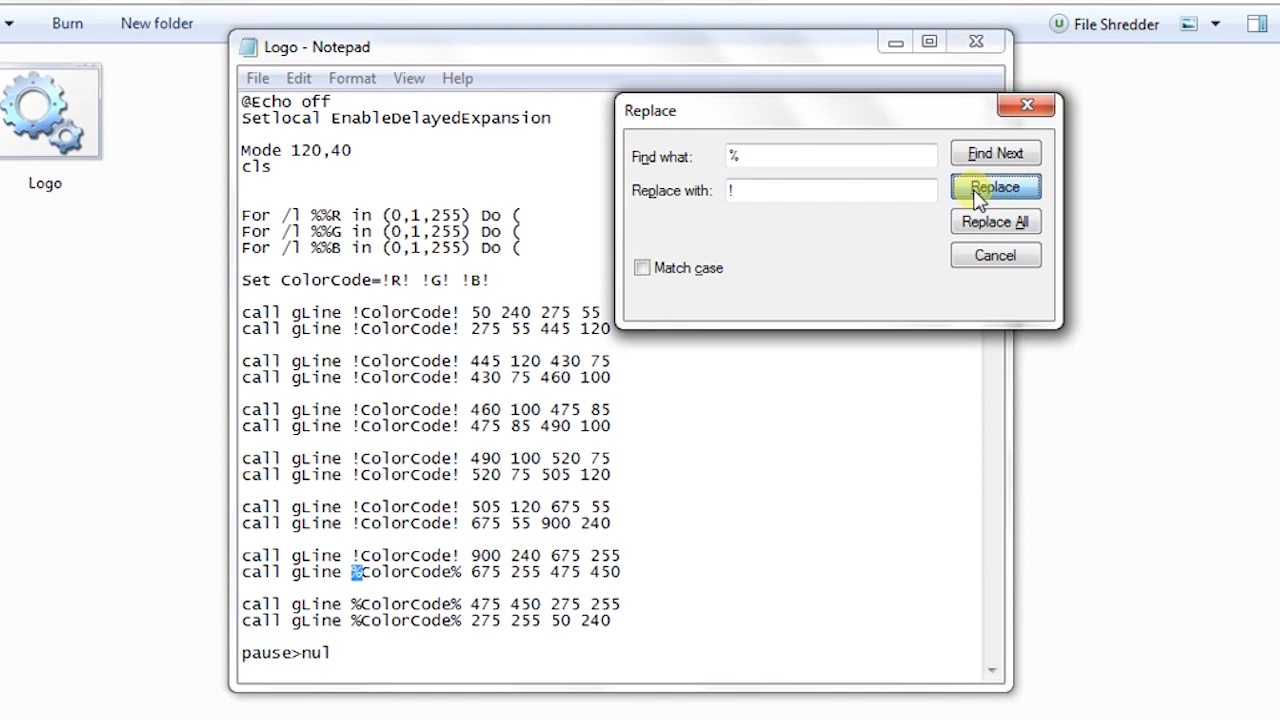 Burn
New folder
File Shredder
Logo
Logo - Notepad
File Edit Format View Help
@Echo off
Setlocal EnableDelayedExpansion
Mode 120,40
cls
For /l %%R in (0,1,255) Do (
For /l %%G in (0,1,255) Do (
For /l %%B in (0,1,255) Do (
Set ColorCode=!R! !G! !B!
call gLine !ColorCode! 50 240 275 55
call gLine !ColorCode! 275 55 445 120
call gLine !ColorCode! 445 120 430 75
call gLine !ColorCode! 430 75 460 100
call gLine !ColorCode! 460 100 475 85
call gLine !ColorCode! 475 85 490 100
call gLine !ColorCode! 490 100 520 75
call gLine !ColorCode! 520 75 505 120
call gLine !ColorCode! 505 120 675 55
call gLine !ColorCode! 675 55 900 240
call gLine !ColorCode! 900 240 675 255
call gLine %ColorCode% 675 255 475 450
call gLine %ColorCode% 475 450 275 255
call gLine %ColorCode% 275 255 50 240
pause>nul
Replace
Find what: %
Find Next
Replace with: !
Replace
Replace All
Cancel
Match case